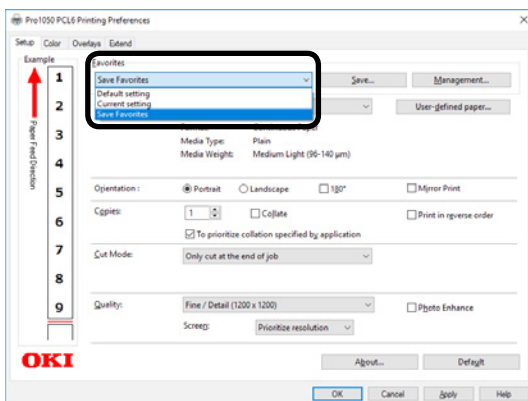 Pro1050 PCL6 Printing Preferences
Setup Color Overlays Extend
Example
Favorites
Save Favorites
Save...
Management...
Default setting
Current setting
Save Favorites
User-defined paper...
Media Type: Plain
Media Weight: Medium Light (96-140 μm)
Orientation : Portrait Landscape 180° Mirror Print
Copies: 1 Collate Print in reverse order
To prioritize collation specified by application
Cut Mode: Only cut at the end of job
Quality: Fine / Detail (1200 x 1200) Photo Enhance
Screen: Prioritize resolution
Paper Feed Direction
1
2
3
4
5
6
7
8
9
OKI
About... Default
OK Cancel Apply Help